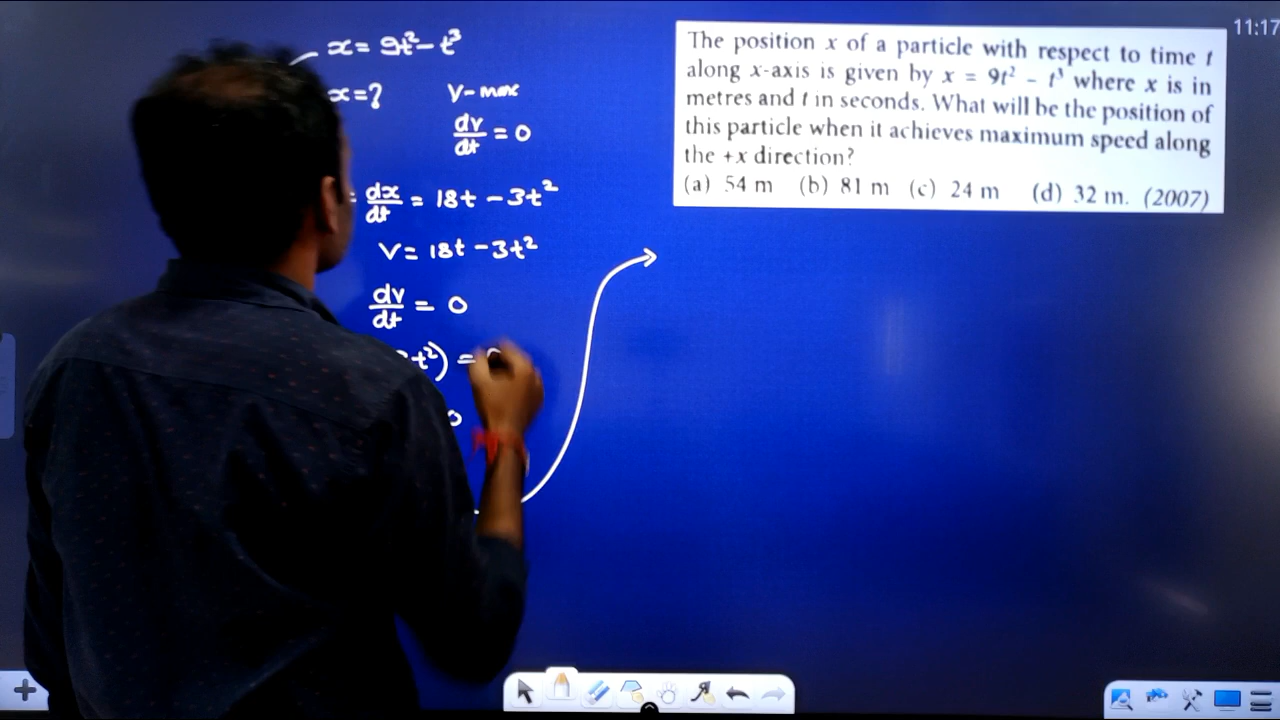 x = 9t² − t³
x = ?
V-max
dv/dt = 0
= dx/dt = 18t − 3t²
V = 18t − 3t²
dv/dt = 0
t²) =
0
The position x of a particle with respect to time t
along x-axis is given by x = 9t² − t³ where x is in
metres and t in seconds. What will be the position of
this particle when it achieves maximum speed along
the +x direction?
(a) 54 m (b) 81 m (c) 24 m (d) 32 m. (2007)
11:17